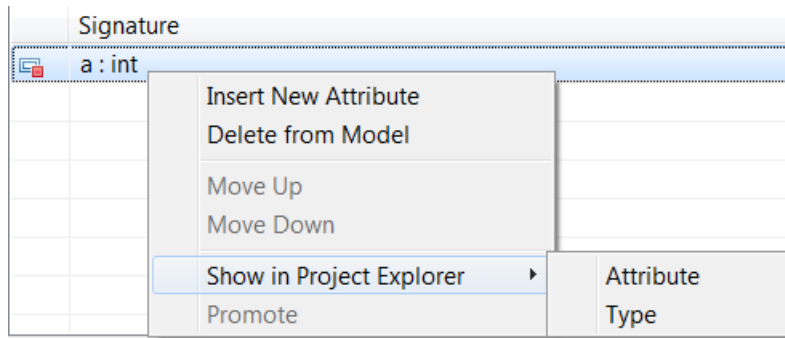 Signature
a : int
Insert New Attribute
Delete from Model
Move Up
Move Down
Show in Project Explorer
Attribute
Promote
Type